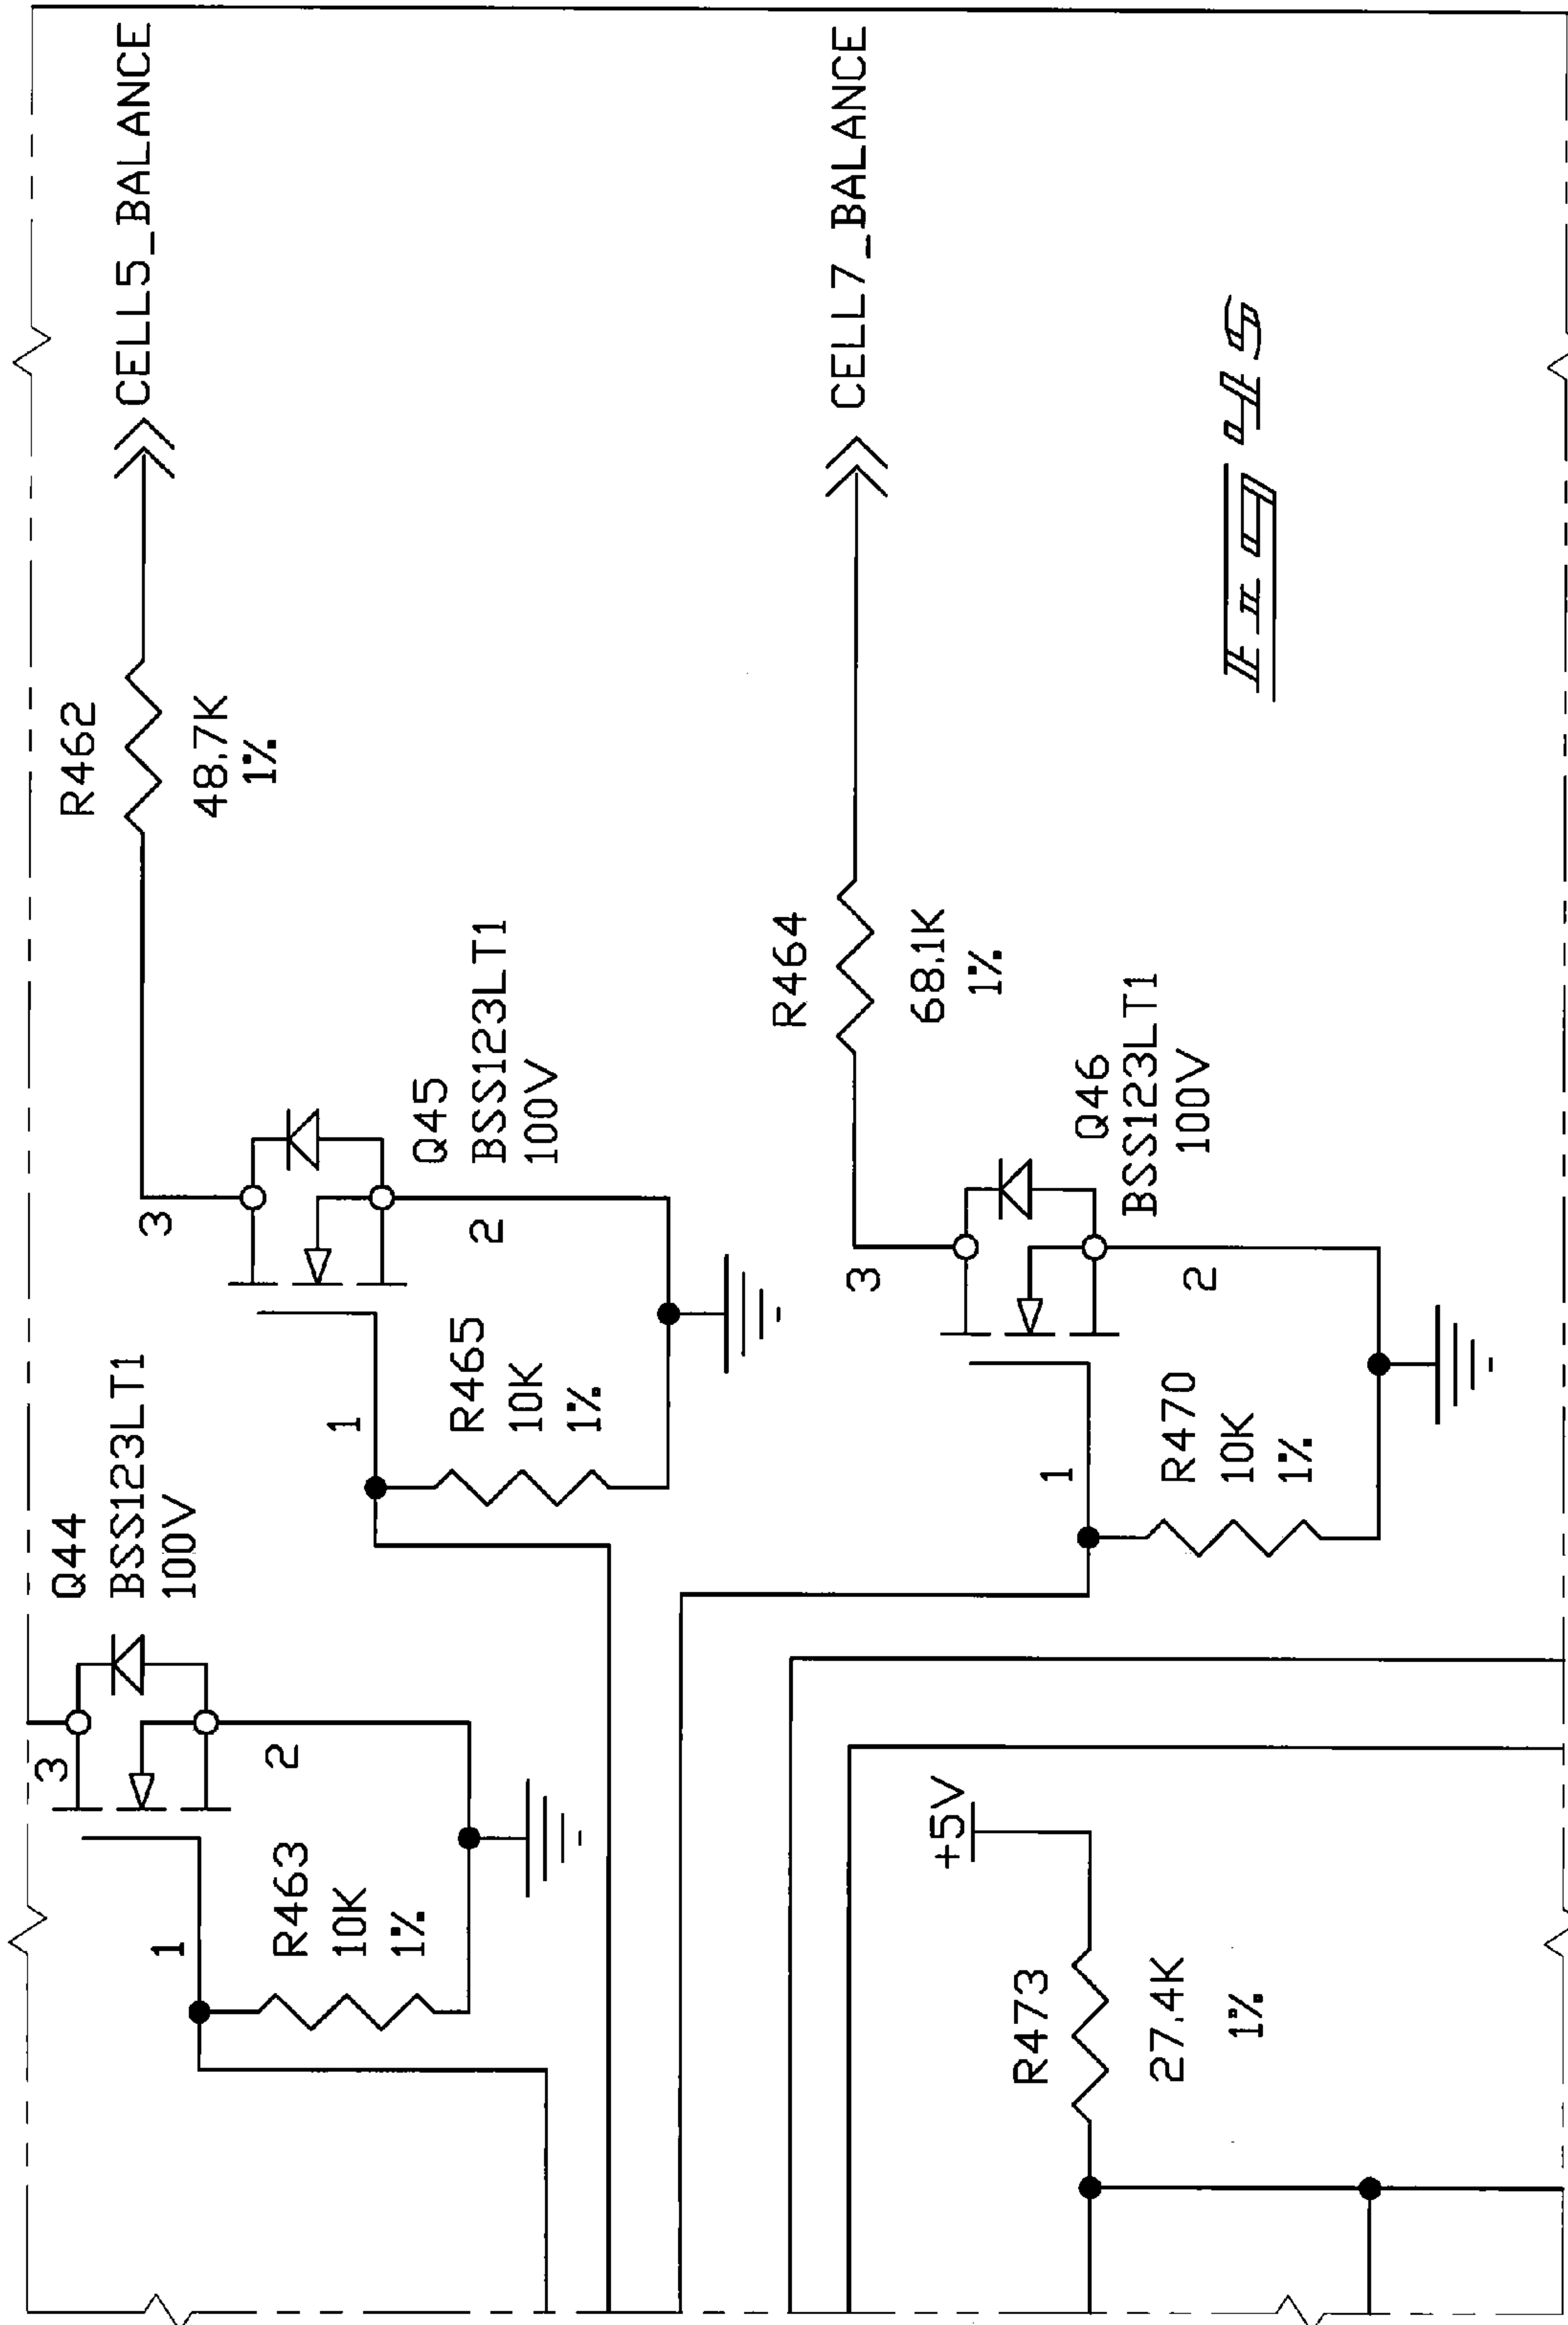 Q44
BSS123LT1
100V
3
2
1
R463
10K
1%
R462
48.7K
1%
CELL5_BALANCE
3
Q45
BSS123LT1
100V
2
1
R465
10K
1%
R464
68.1K
1%
CELL7_BALANCE
3
Q46
BSS123LT1
100V
2
1
R470
10K
1%
+5V
R473
27.4K
1%
FIG 45